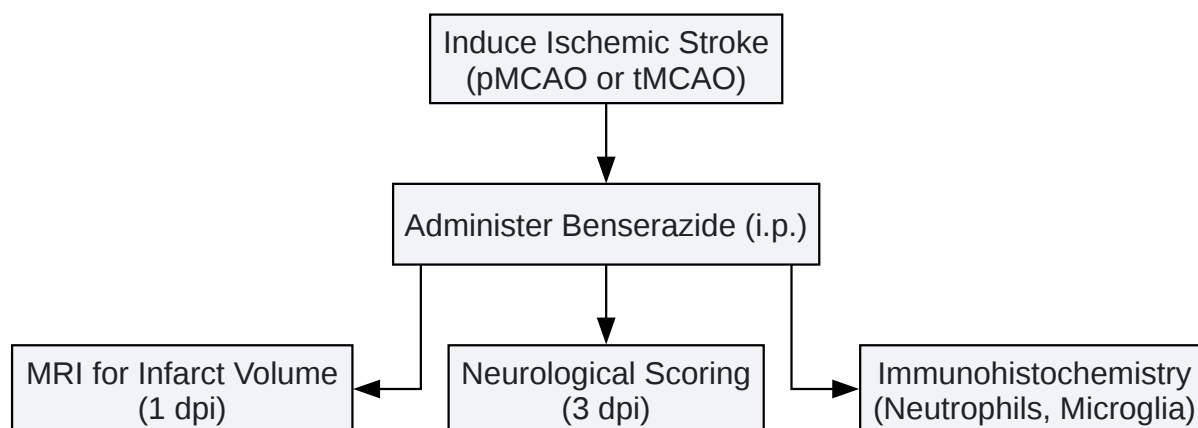 Induce Ischemic Stroke
(pMCAO or tMCAO)
Administer Benserazide (i.p.)
MRI for Infarct Volume
(1 dpi)
Neurological Scoring
(3 dpi)
Immunohistochemistry
(Neutrophils, Microglia)